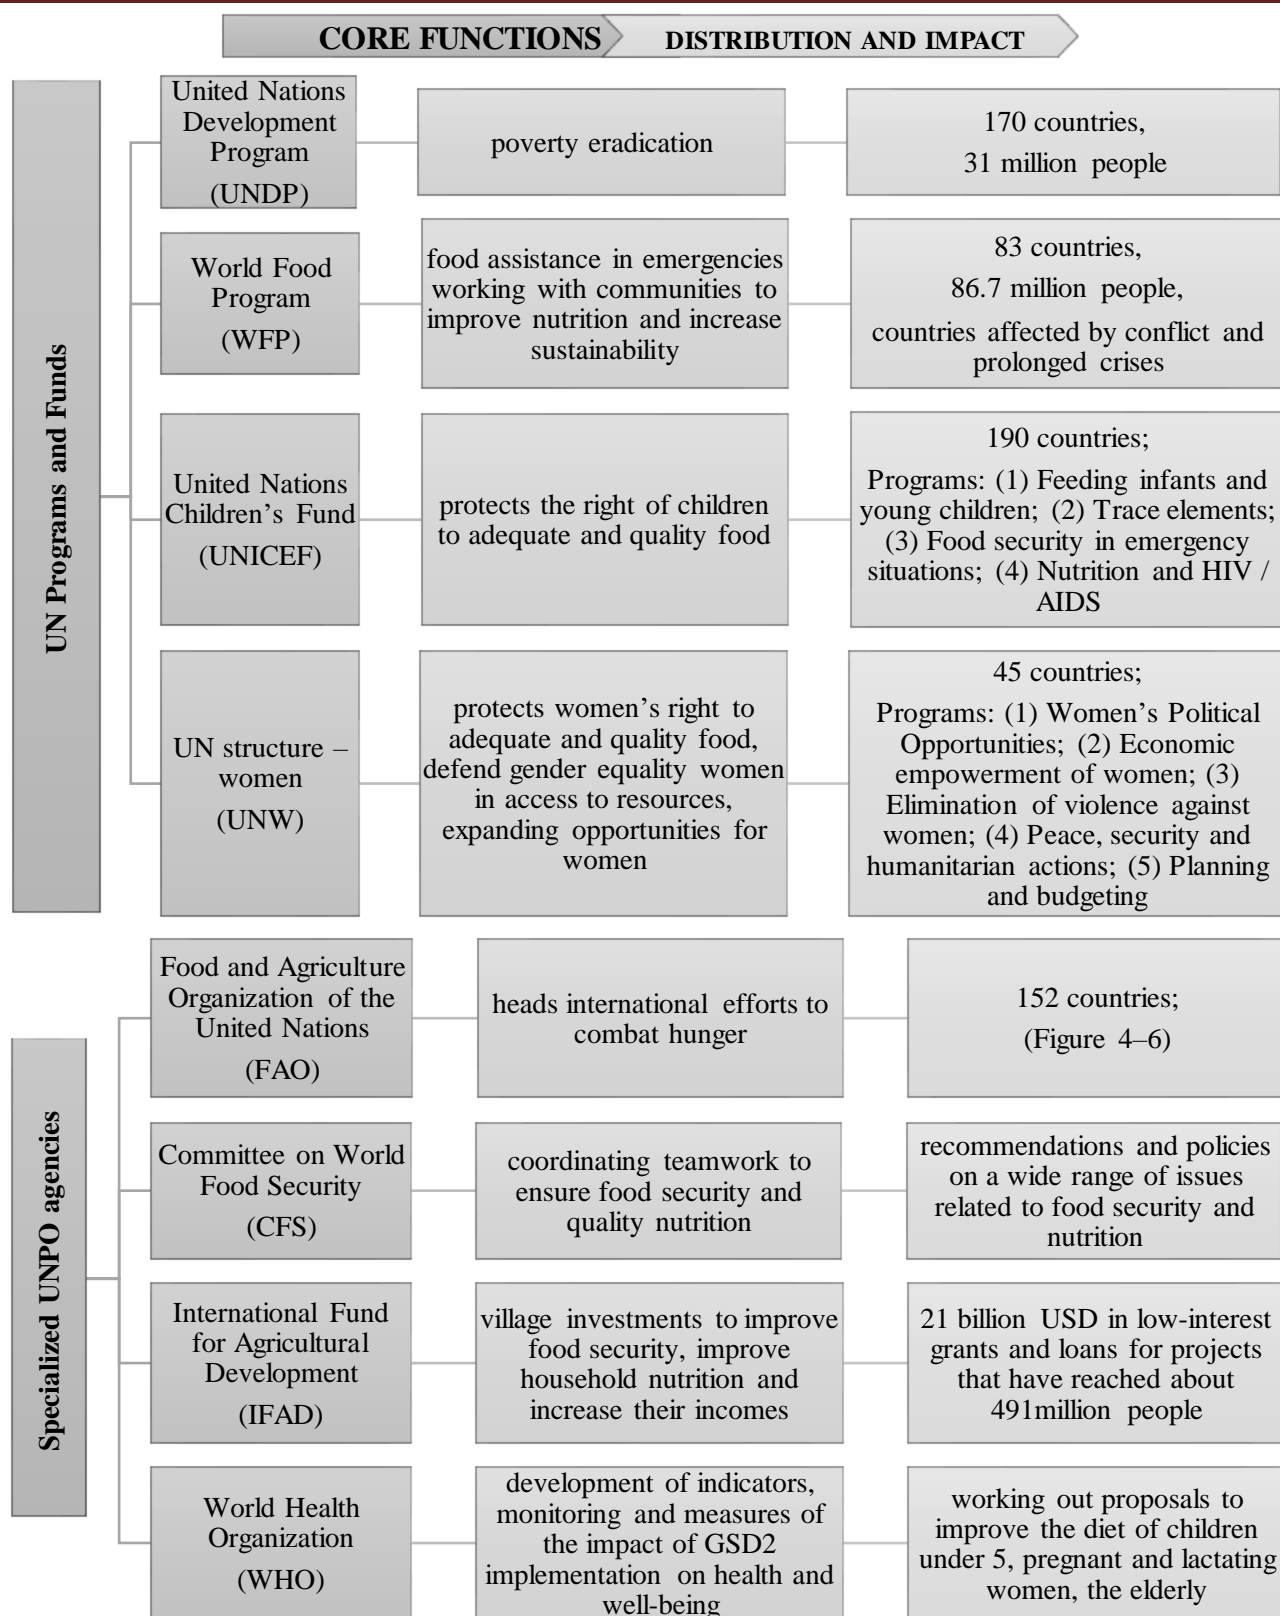 CORE FUNCTIONS
DISTRIBUTION AND IMPACT
UN Programs and Funds
United Nations
Development
Program
(UNDP)
poverty eradication
170 countries,
31 million people
World Food
Program
(WFP)
food assistance in emergencies
working with communities to
improve nutrition and increase
sustainability
83 countries,
86.7 million people,
countries affected by conflict and
prolonged crises
United Nations
Children's Fund
(UNICEF)
protects the right of children
to adequate and quality food
190 countries;
Programs: (1) Feeding infants and
young children; (2) Trace elements;
(3) Food security in emergency
situations; (4) Nutrition and HIV /
AIDS
UN structure –
women
(UNW)
protects women's right to
adequate and quality food,
defend gender equality women
in access to resources,
expanding opportunities for
women
45 countries;
Programs: (1) Women's Political
Opportunities; (2) Economic
empowerment of women; (3)
Elimination of violence against
women; (4) Peace, security and
humanitarian actions; (5) Planning
and budgeting
Specialized UNPO agencies
Food and Agriculture
Organization of the
United Nations
(FAO)
heads international efforts to
combat hunger
152 countries;
(Figure 4–6)
Committee on World
Food Security
(CFS)
coordinating teamwork to
ensure food security and
quality nutrition
recommendations and policies
on a wide range of issues
related to food security and
nutrition
International Fund
for Agricultural
Development
(IFAD)
village investments to improve
food security, improve
household nutrition and
increase their incomes
21 billion USD in low-interest
grants and loans for projects
that have reached about
491million people
World Health
Organization
(WHO)
development of indicators,
monitoring and measures of
the impact of GSD2
implementation on health and
well-being
working out proposals to
improve the diet of children
under 5, pregnant and lactating
women, the elderly